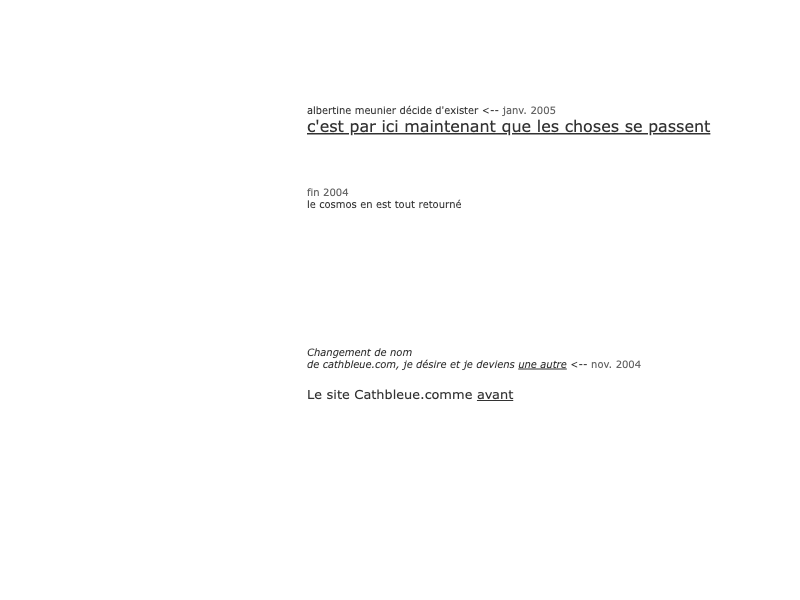 albertine meunier décide d'exister <-- janv. 2005
c'est par ici maintenant que les choses se passent
fin 2004
le cosmos en est tout retourné
Changement de nom
de cathbleue.com, je désire et je deviens une autre <-- nov. 2004
Le site Cathbleue.comme avant